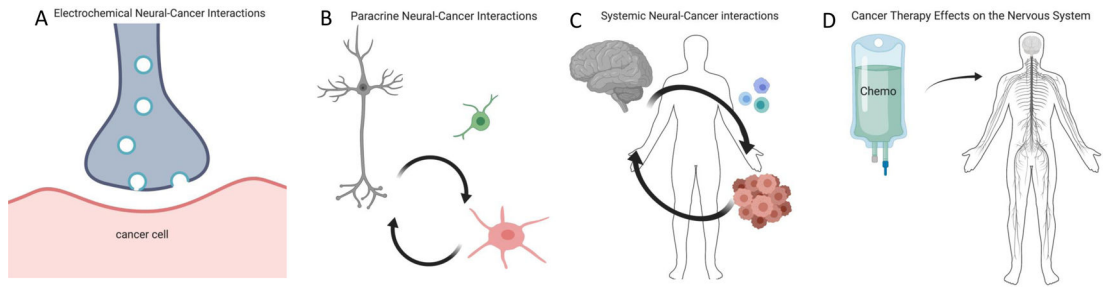 A Electrochemical Neural-Cancer Interactions
cancer cell
B Paracrine Neural-Cancer Interactions
C Systemic Neural-Cancer interactions
D Cancer Therapy Effects on the Nervous System
Chemo